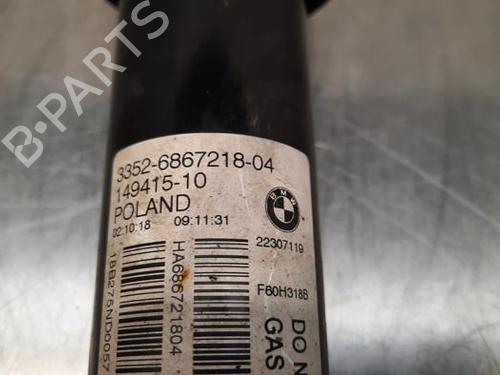 B-PARTS
3352-6867218-04
149415-10
POLAND
02:10:18 09:11:31
BMW
22307119
F60H318B
HA686721804
18B275ND0057
DO N
GAS